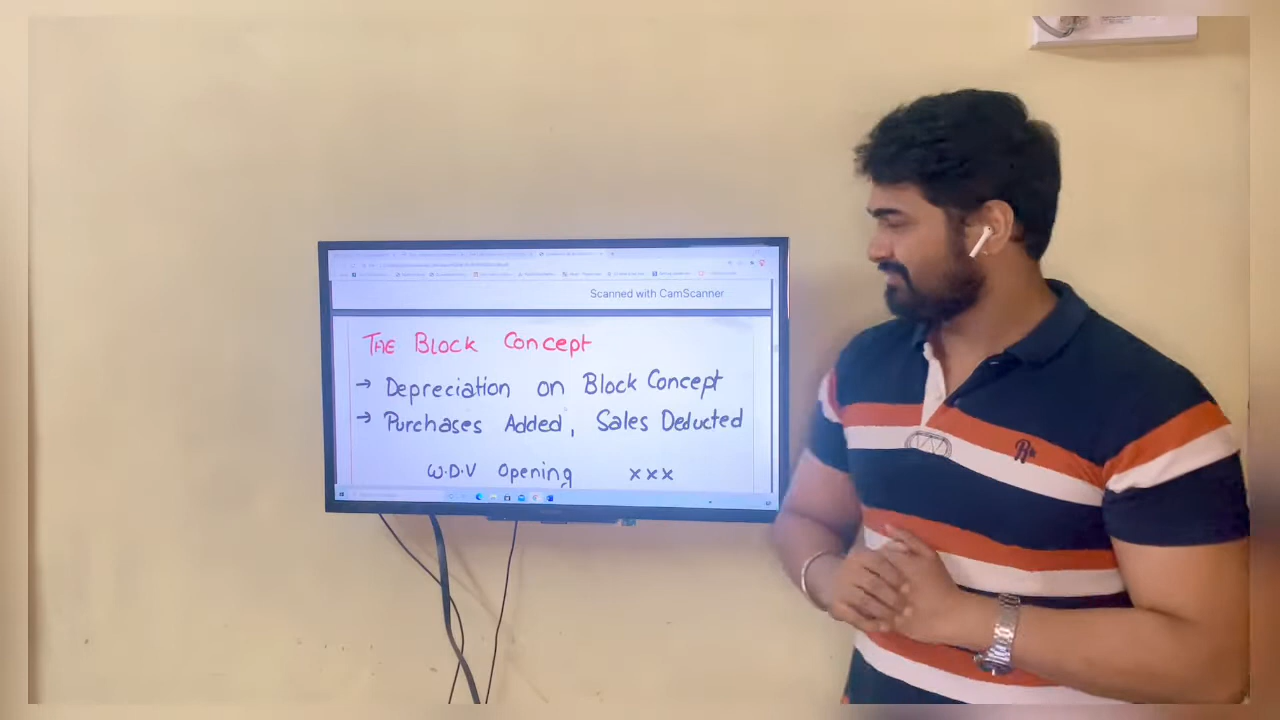 Scanned with CamScanner
THE BLOCK CONCEPT
→ Depreciation on Block Concept
→ Purchases Added, Sales Deducted
W.D.V Opening xxx